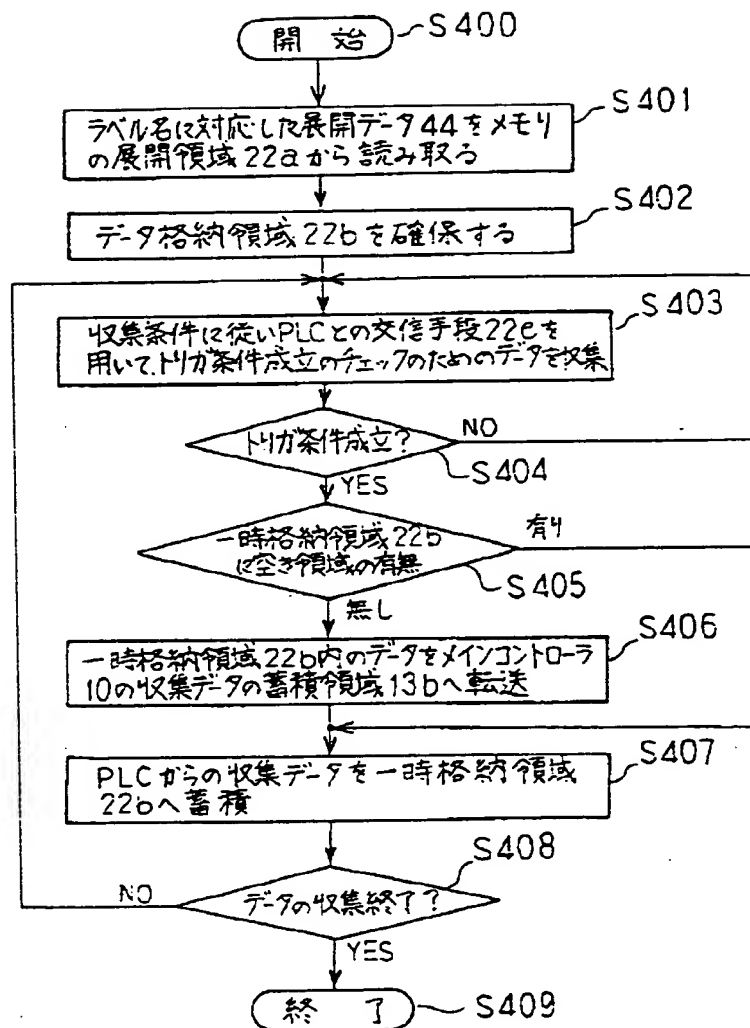 開 始
S400
S401
ラベル名に対応した展開データ44をメモリ
の展開領域22aから読み取る
S402
データ格納領域22bを確保する
S403
収集条件に従いPLCとの交信手段22eを
用いて、トリガ条件成立のチェックのためのデータを収集
トリガ条件成立?
NO
S404
YES
一時格納領域22b
に空き領域の有無
有り
S405
無し
S406
一時格納領域22b内のデータをメインコントローラ
10の収集データの蓄積領域13bへ転送
S407
PLCからの収集データを一時格納領域
22bへ蓄積
S408
NO
データの収集終了?
YES
終 了
S409